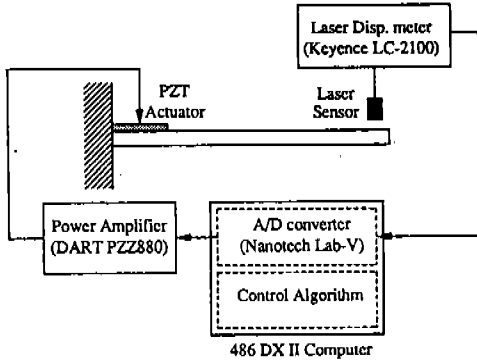 Laser Disp. meter
(Keyence LC-2100)
PZT
Actuator
Laser
Sensor
Power Amplifier
(DART PZZ880)
A/D converter
(Nanotech Lab-V)
Control Algorithm
486 DX II Computer